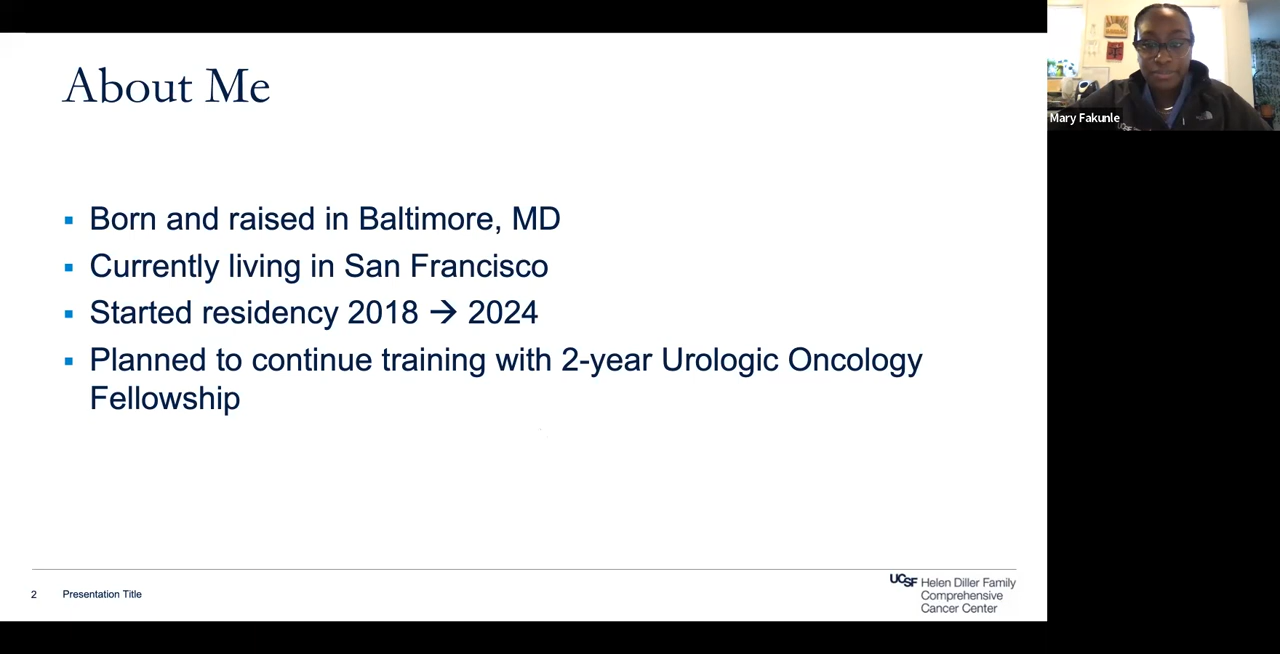 About Me
Born and raised in Baltimore, MD
Currently living in San Francisco
Started residency 2018 → 2024
Planned to continue training with 2-year Urologic Oncology
Fellowship
2 Presentation Title
UCSF Helen Diller Family
Comprehensive
Cancer Center
Mary Fakunle
UCSF